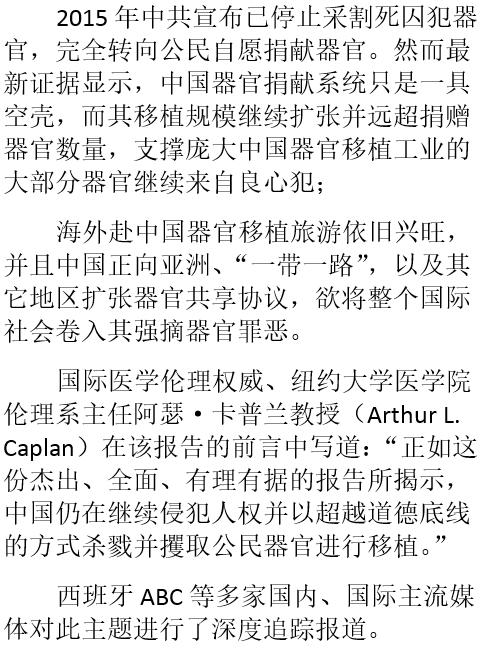 2015 年中共宣布已停止采割死囚犯器
官，完全转向公民自愿捐献器官。然而最
新证据显示，中国器官捐献系统只是一具
空壳，而其移植规模继续扩张并远超捐赠
器官数量，支撑庞大中国器官移植工业的
大部分器官继续来自良心犯；
海外赴中国器官移植旅游依旧兴旺，
并且中国正向亚洲、“一带一路”，以及其
它地区扩张器官共享协议，欲将整个国际
社会卷入其强摘器官罪恶。
国际医学伦理权威、纽约大学医学院
伦理系主任阿瑟•卡普兰教授（Arthur L.
Caplan）在该报告的前言中写道：“正如这
份杰出、全面、有理有据的报告所揭示，
中国仍在继续侵犯人权并以超越道德底线
的方式杀戮并攫取公民器官进行移植。”
西班牙 ABC 等多家国内、国际主流媒
体对此主题进行了深度追踪报道。